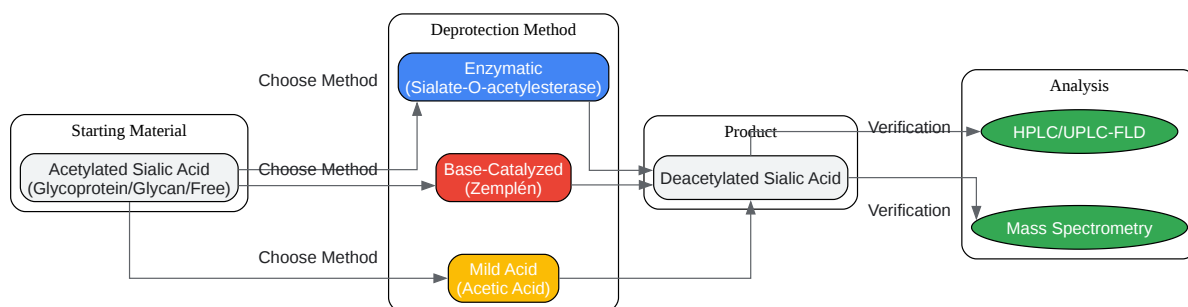 Starting Material
Acetylated Sialic Acid
(Glycoprotein/Glycan/Free)
Choose Method
Choose Method
Choose Method
Deprotection Method
Enzymatic
(Sialate-O-acetylesterase)
Base-Catalyzed
(Zemplén)
Mild Acid
(Acetic Acid)
Product
Deacetylated Sialic Acid
Verification
Verification
Analysis
HPLC/UPLC-FLD
Mass Spectrometry